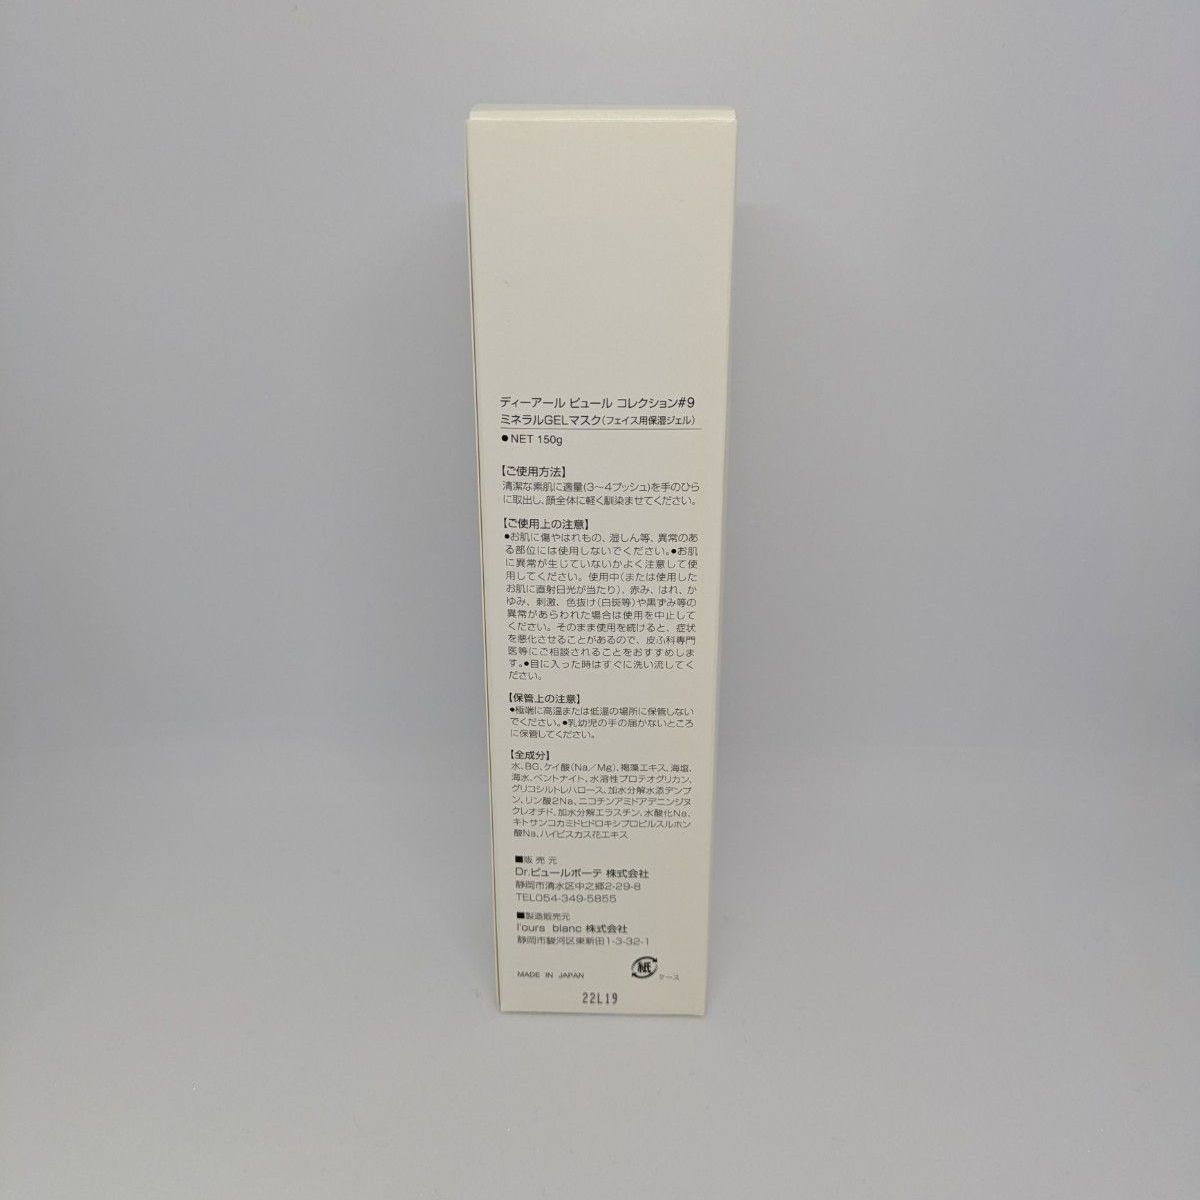 ディーアール ピュール コレクション#9
ミネラルGELマスク(フェイス用保湿ジェル)
●NET 150g
【ご使用方法】
清潔な素肌に適量(3〜4プッシュ)を手のひら
に取出し、顔全体に軽く馴染ませてください。
【ご使用上の注意】
●お肌に傷やはれもの、湿しん等、異常のあ
る部位には使用しないでください。●お肌
に異常が生じていないかよく注意して使
用してください。使用中(または使用した
お肌に直射日光が当たり)、赤み、はれ、か
ゆみ、刺激、色抜け(白斑等)や黒ずみ等の
異常があらわれた場合は使用を中止して
ください。そのまま使用を続けると、症状
を悪化させることがあるので、皮ふ科専門
医等にご相談されることをおすすめしま
す。●目に入った時はすぐに洗い流してく
ださい。
【保管上の注意】
●極端に高温または低温の場所に保管しない
でください。●乳幼児の手の届かないところ
に保管してください。
【全成分】
水、BG、ケイ酸(Na/Mg)、褐藻エキス、海塩、
海水、ベントナイト、水溶性プロテオグリカン、
グリコシルトレハロース、加水分解水添デンプ
ン、リン酸2Na、ニコチンアミドアデニンジヌ
クレオチド、加水分解エラスチン、水酸化Na、
キトサンコカミドヒドロキシプロピルスルホン
酸Na、ハイビスカス花エキス
■販売元
Dr.ピュールボーテ 株式会社
静岡市清水区中之郷2-29-8
TEL054-349-5855
■製造販売元
l'ours blanc 株式会社
静岡市駿河区東新田1-3-32-1
MADE IN JAPAN
紙
ケース
22L19